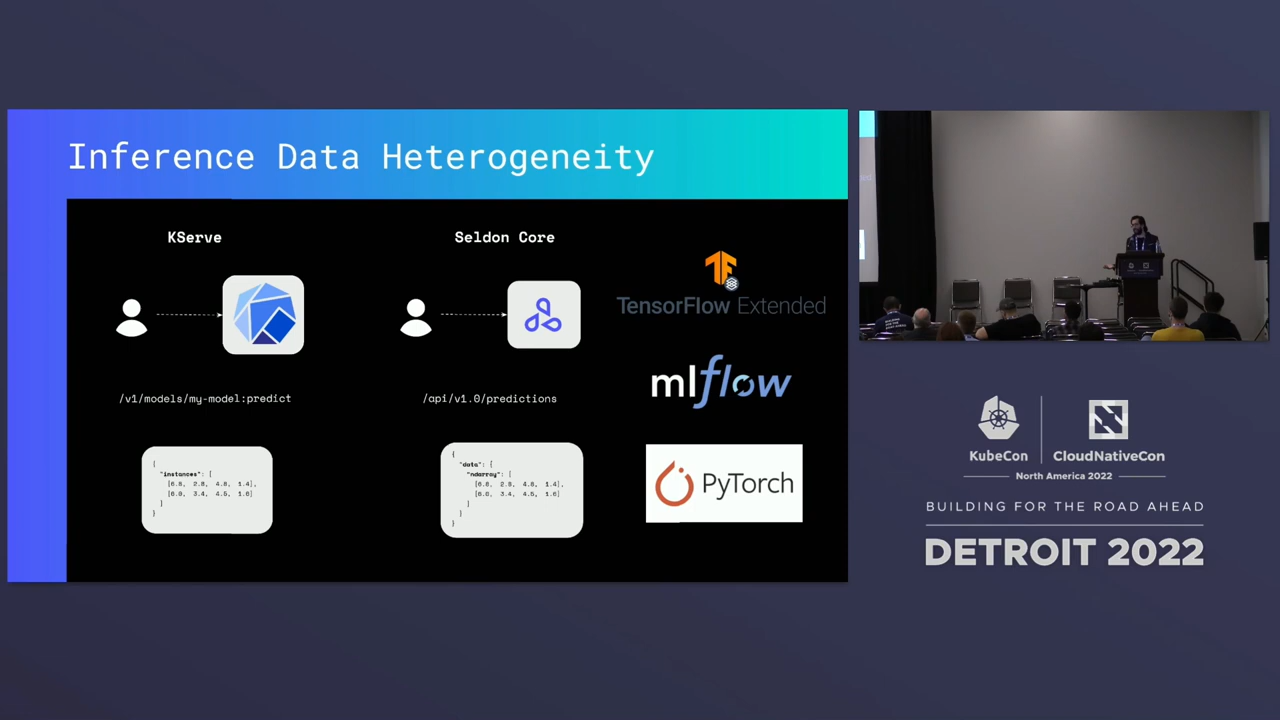 Inference Data Heterogeneity
KServe
Seldon Core
TensorFlow Extended
mlflow
PyTorch
/v1/models/my-model:predict
/api/v1.0/predictions
{
"instances": [
[6.8, 2.8, 4.8, 1.4],
[6.0, 3.4, 4.5, 1.6]
]
}
{
"data": {
"ndarray": [
[6.8, 2.8, 4.8, 1.4],
[6.0, 3.4, 4.5, 1.6]
]
}
}
KubeCon
CloudNativeCon
North America 2022
BUILDING FOR THE ROAD AHEAD
DETROIT 2022